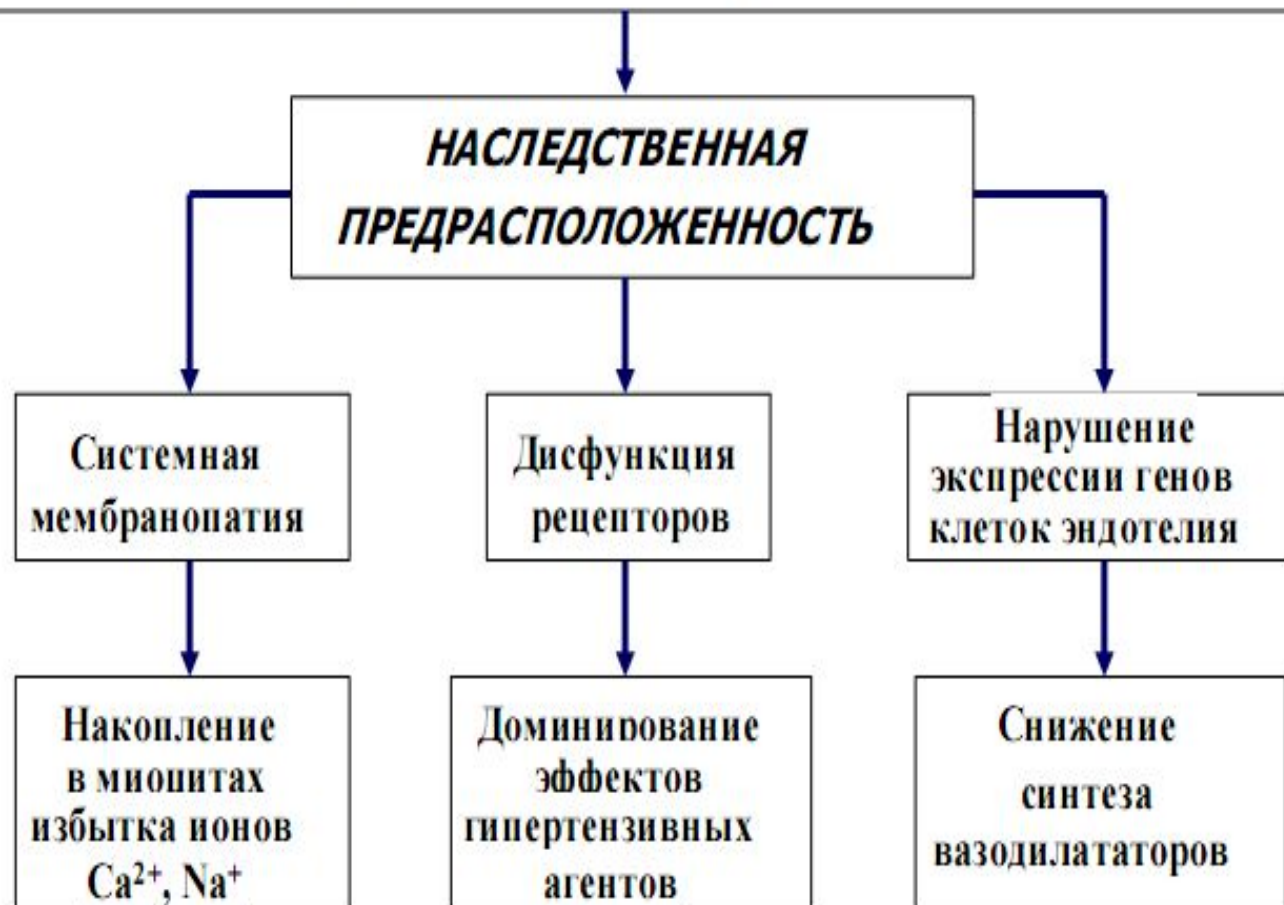 НАСЛЕДСТВЕННАЯ
ПРЕДРАСПОЛОЖЕННОСТЬ
Системная
мембранопатия
Дисфункция
рецепторов
Нарушение
экспрессии генов
клеток эндотелия
Накопление
в миоцитах
избытка ионов
Ca²⁺, Na⁺
Доминирование
эффектов
гипертензивных
агентов
Снижение
синтеза
вазодилататоров